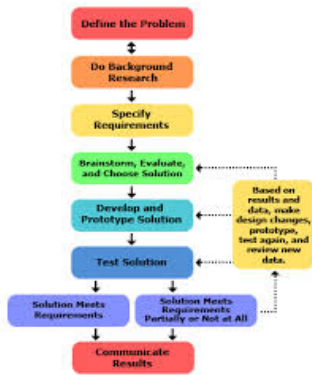 Define the Problem
Do Background
Research
Specify
Requirements
Brainstorm, Evaluate,
and Choose Solution
Develop and
Prototype Solution
Test Solution
Based on
results and
data, make
design changes,
prototype,
test again, and
review new
data.
Solution Meets
Requirements
Solution Meets
Requirements
Partially or Not at All
Communicate
Results